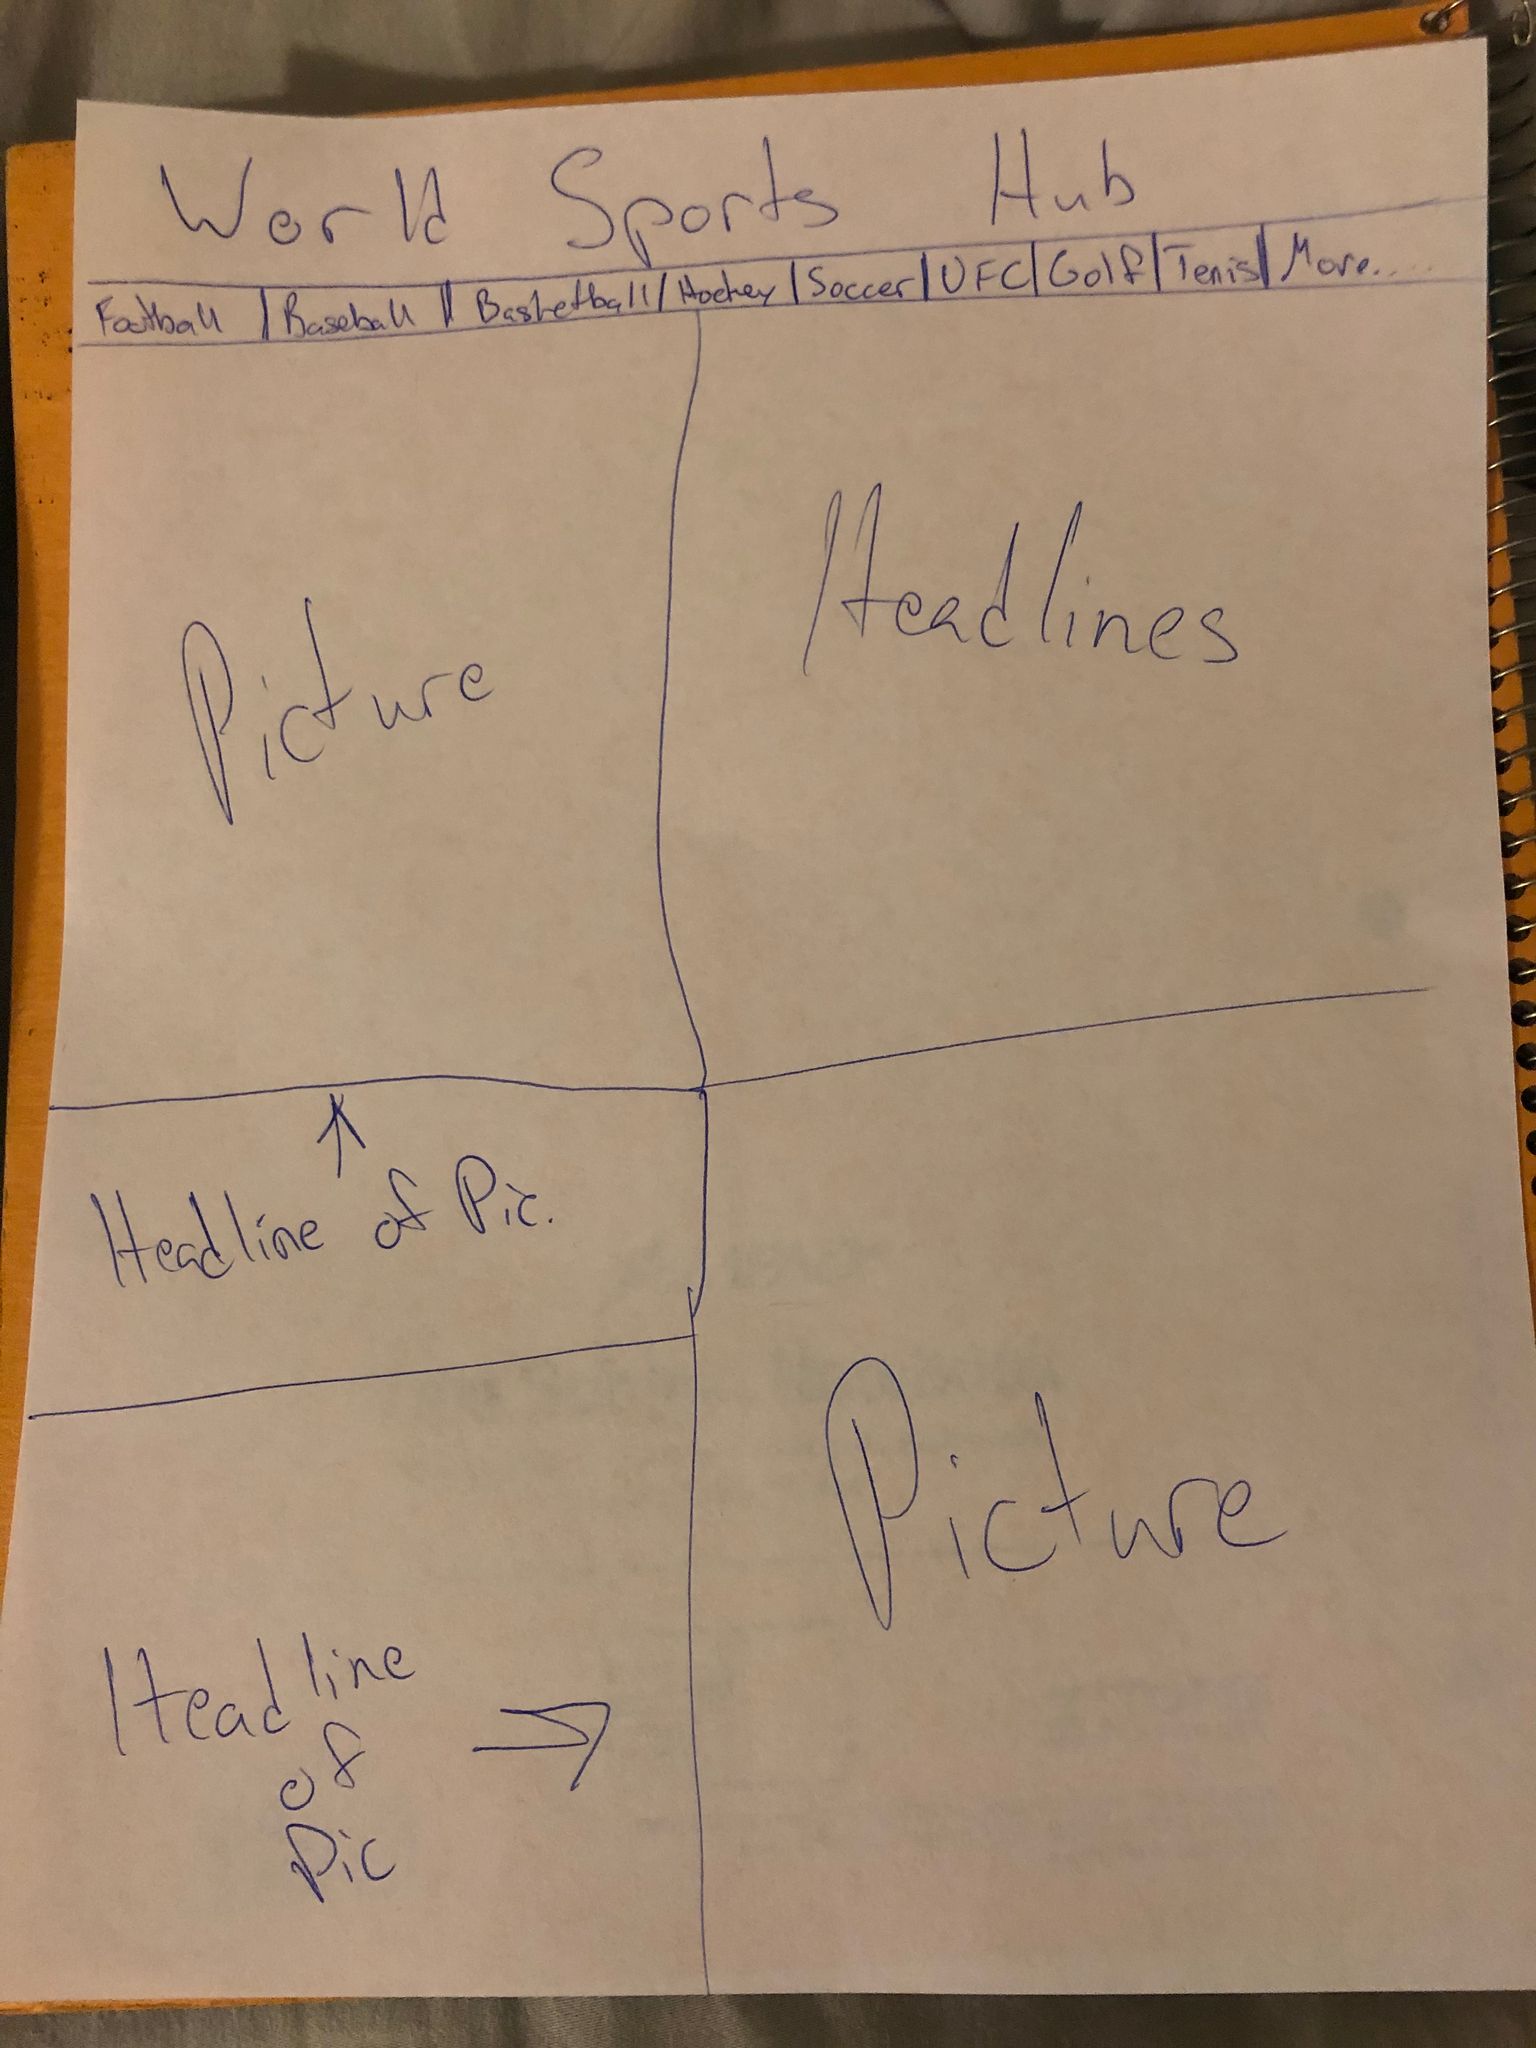 World Sports Hub
Football | Baseball | Basketball | Hockey | Soccer | UFC | Golf | Tenis | More.....
Picture
Headlines
Headline of Pic.
Picture
Headline
of
Pic